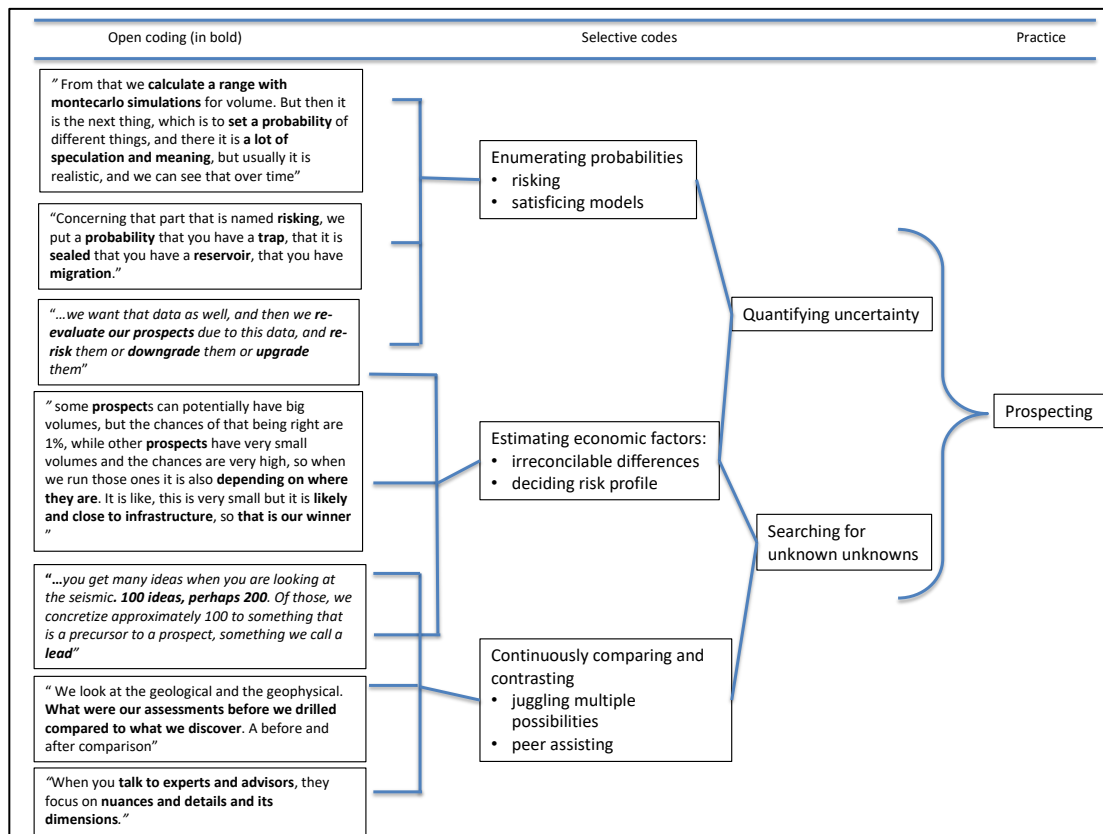 Open coding (in bold)
Selective codes
Practice
” From that we calculate a range with
montecarlo simulations for volume. But then it
is the next thing, which is to set a probability of
different things, and there it is a lot of
speculation and meaning, but usually it is
realistic, and we can see that over time”
“Concerning that part that is named risking, we
put a probability that you have a trap, that it is
sealed that you have a reservoir, that you have
migration.”
“…we want that data as well, and then we re-
evaluate our prospects due to this data, and re-
risk them or downgrade them or upgrade
them”
” some prospects can potentially have big
volumes, but the chances of that being right are
1%, while other prospects have very small
volumes and the chances are very high, so when
we run those ones it is also depending on where
they are. It is like, this is very small but it is likely
and close to infrastructure, so that is our winner
”
“…you get many ideas when you are looking at
the seismic. 100 ideas, perhaps 200. Of those, we
concretize approximately 100 to something that
is a precursor to a prospect, something we call a
lead”
“ We look at the geological and the geophysical.
What were our assessments before we drilled
compared to what we discover. A before and
after comparison”
“When you talk to experts and advisors, they
focus on nuances and details and its
dimensions.”
Enumerating probabilities
• risking
• satisficing models
Estimating economic factors:
• irreconcilable differences
• deciding risk profile
Continuously comparing and
contrasting
• juggling multiple
possibilities
• peer assisting
Quantifying uncertainty
Searching for
unknown unknowns
Prospecting